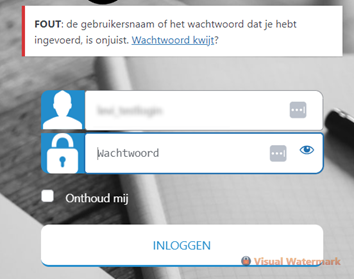 FOUT: de gebruikersnaam of het wachtwoord dat je hebt
ingevoerd, is onjuist. Wachtwoord kwijt?
Wachtwoord
Onthoud mij
INLOGGEN
Visual Watermark